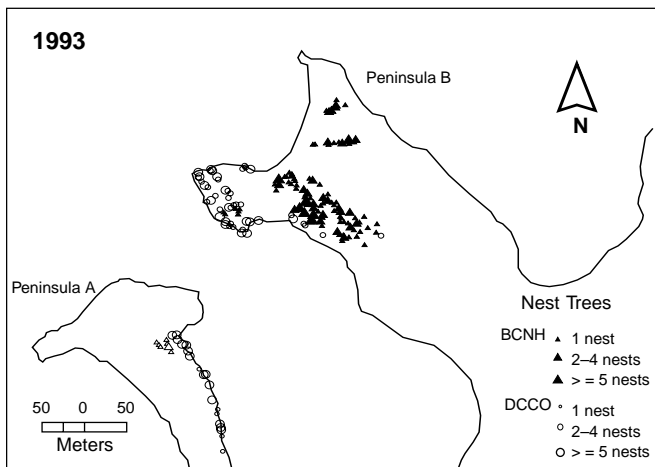 1993
Peninsula B
N
Peninsula A
Nest Trees
BCNH 1 nest
2–4 nests
> = 5 nests
DCCO 1 nest
2–4 nests
> = 5 nests
50 0 50
Meters